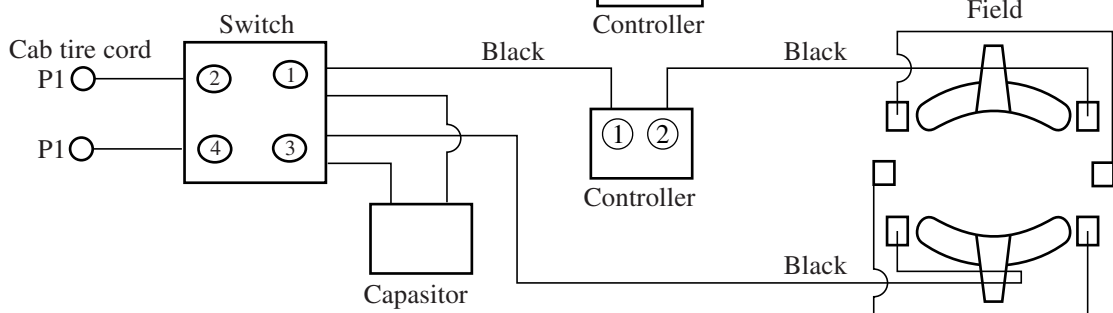 Controller
Field
Switch
Cab tire cord
Black
Black
P1
2
1
1
2
P1
4
3
Controller
Black
Capasitor